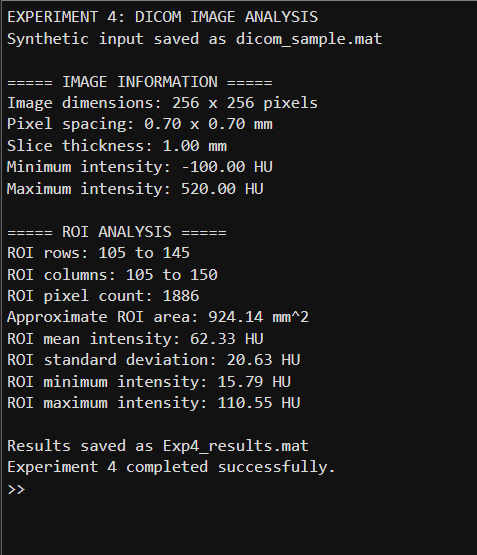 EXPERIMENT 4: DICOM IMAGE ANALYSIS
Synthetic input saved as dicom_sample.mat

===== IMAGE INFORMATION =====
Image dimensions: 256 x 256 pixels
Pixel spacing: 0.70 x 0.70 mm
Slice thickness: 1.00 mm
Minimum intensity: -100.00 HU
Maximum intensity: 520.00 HU

===== ROI ANALYSIS =====
ROI rows: 105 to 145
ROI columns: 105 to 150
ROI pixel count: 1886
Approximate ROI area: 924.14 mm^2
ROI mean intensity: 62.33 HU
ROI standard deviation: 20.63 HU
ROI minimum intensity: 15.79 HU
ROI maximum intensity: 110.55 HU

Results saved as Exp4_results.mat
Experiment 4 completed successfully.
>>